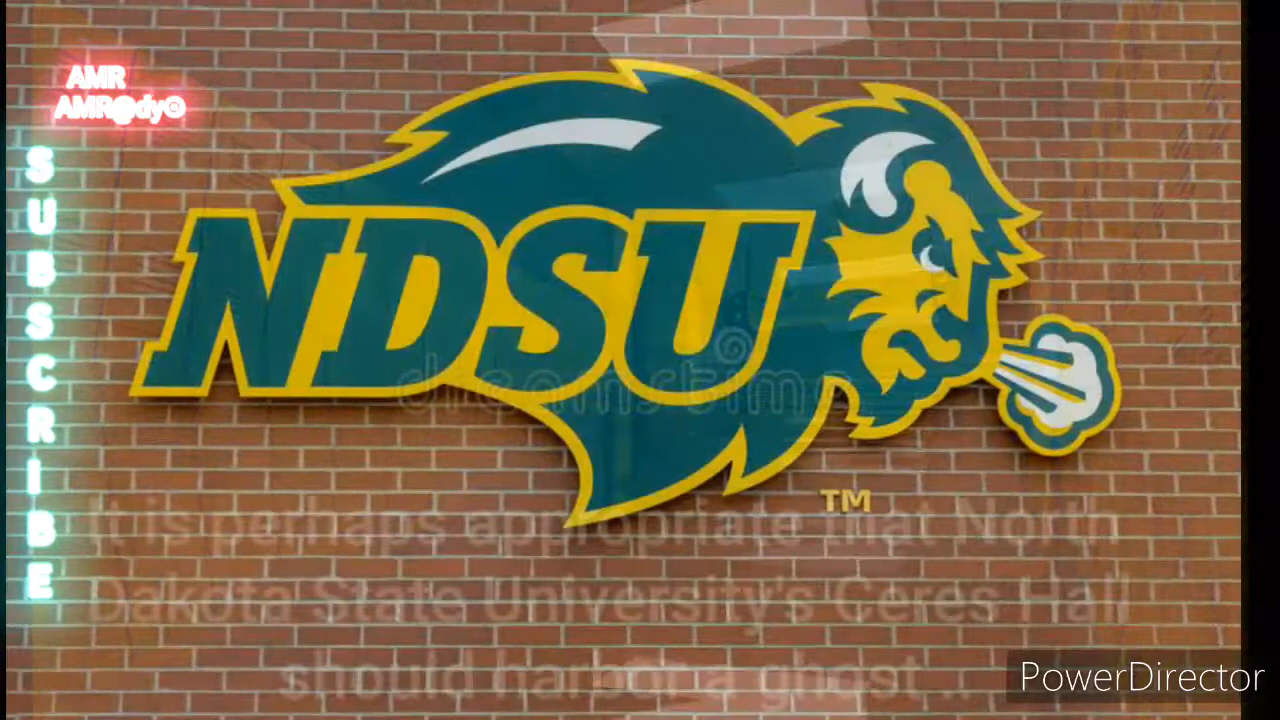 AMR
AMR@dy©
SUBSCRIBE
NDSU
dreamstime
TM
It is perhaps appropriate that North
Dakota State University's Ceres Hall
should harbor a ghost ...
PowerDirector